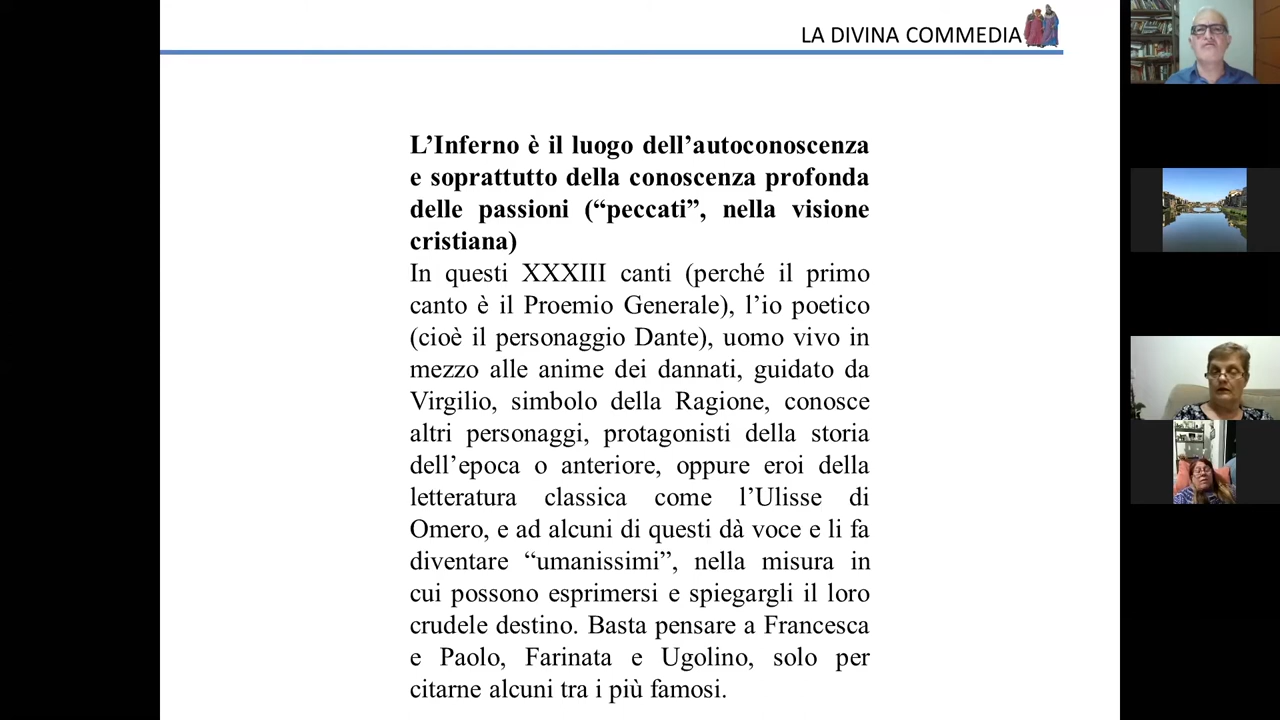 LA DIVINA COMMEDIA
L’Inferno è il luogo dell’autoconoscenza
e soprattutto della conoscenza profonda
delle passioni (“peccati”, nella visione
cristiana)
In questi XXXIII canti (perché il primo
canto è il Proemio Generale), l’io poetico
(cioè il personaggio Dante), uomo vivo in
mezzo alle anime dei dannati, guidato da
Virgilio, simbolo della Ragione, conosce
altri personaggi, protagonisti della storia
dell’epoca o anteriore, oppure eroi della
letteratura classica come l’Ulisse di
Omero, e ad alcuni di questi dà voce e li fa
diventare “umanissimi”, nella misura in
cui possono esprimersi e spiegargli il loro
crudele destino. Basta pensare a Francesca
e Paolo, Farinata e Ugolino, solo per
citarne alcuni tra i più famosi.